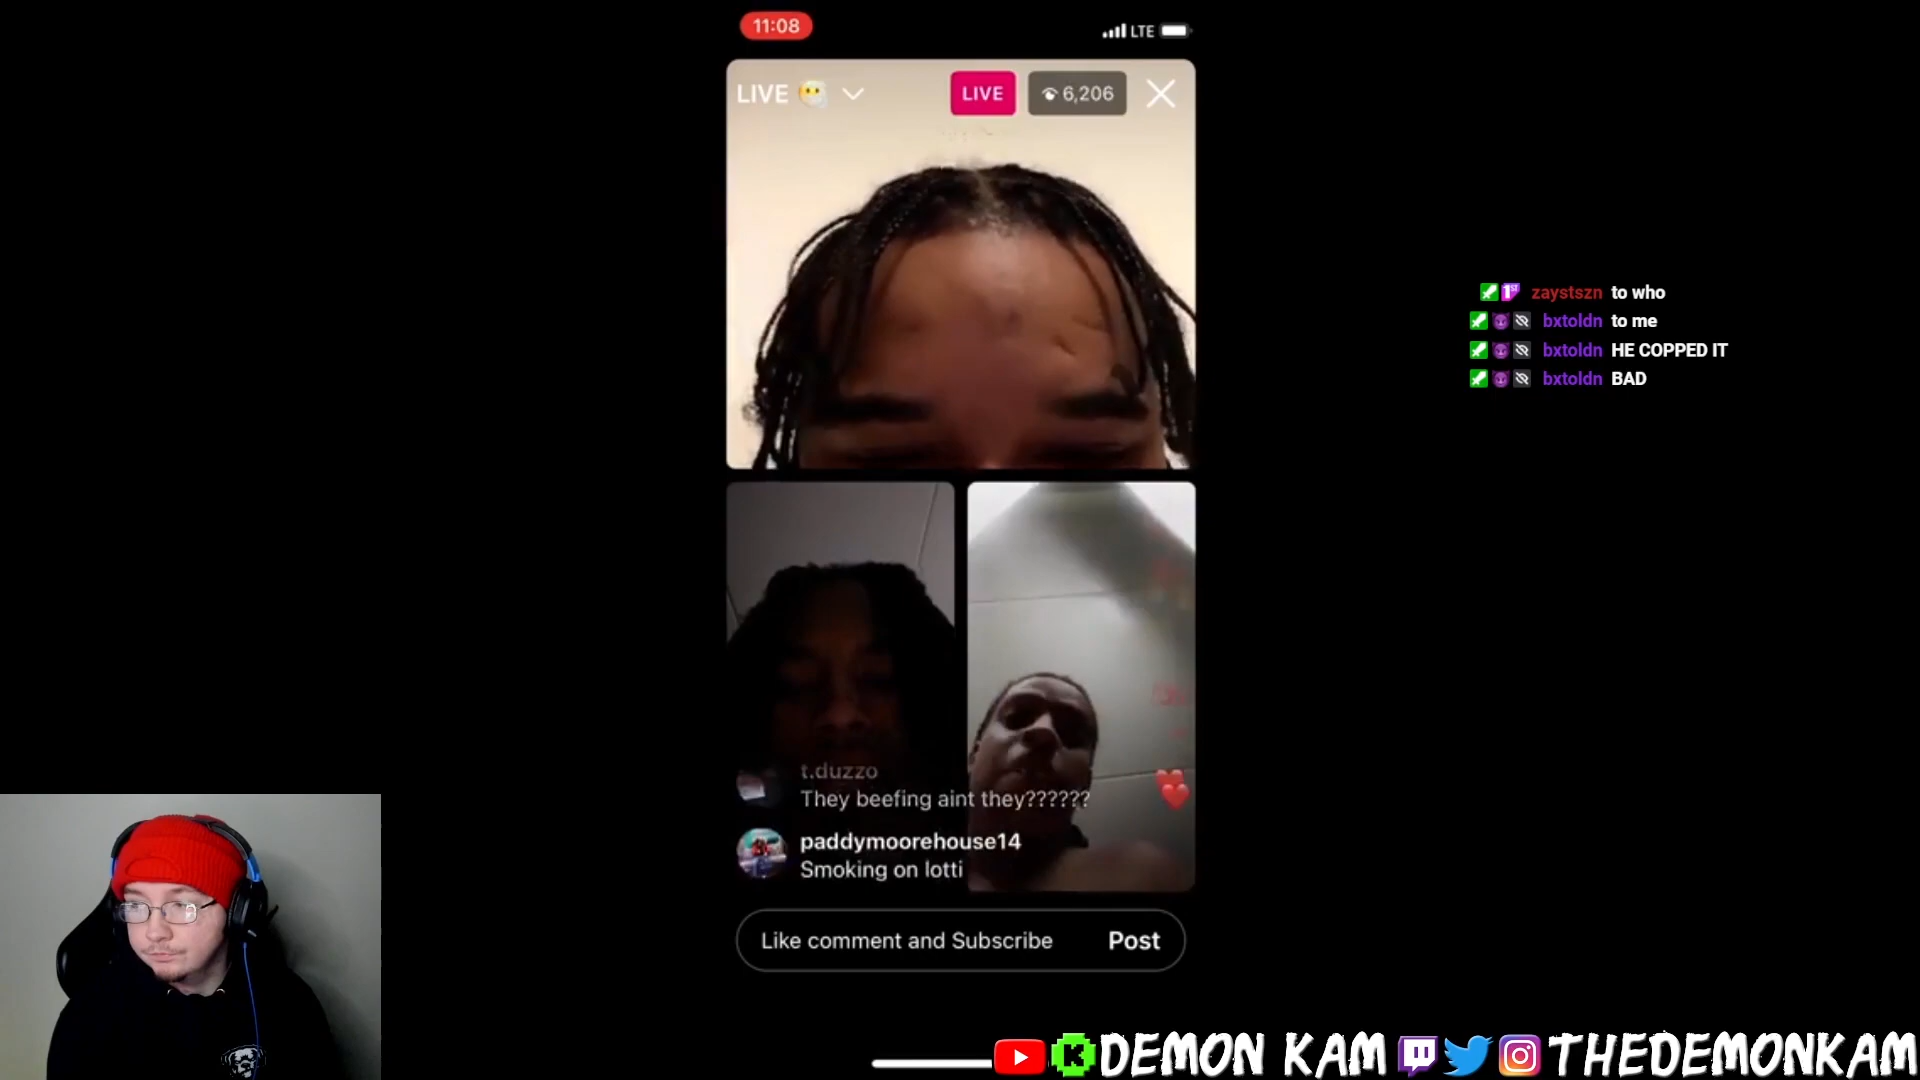 11:08
LTE
LIVE
LIVE
6,206
zaystszn to who
bxtoldn to me
bxtoldn HE COPPED IT
bxtoldn BAD
t.duzzo
They beefing aint they??????
paddymoorehouse14
Smoking on lotti
Like comment and Subscribe
Post
DEMON KAM
THEDEMONKAM